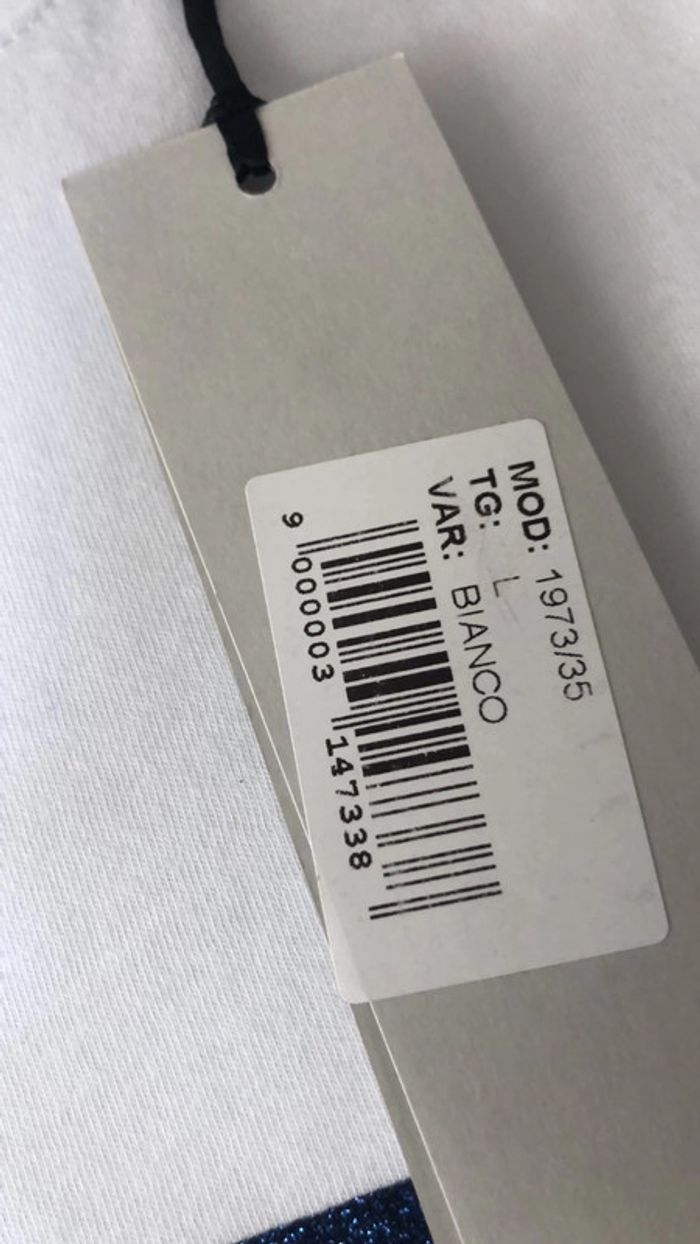 MOD: 1973/35
TG: L
VAR: BIANCO
9 000003 147338